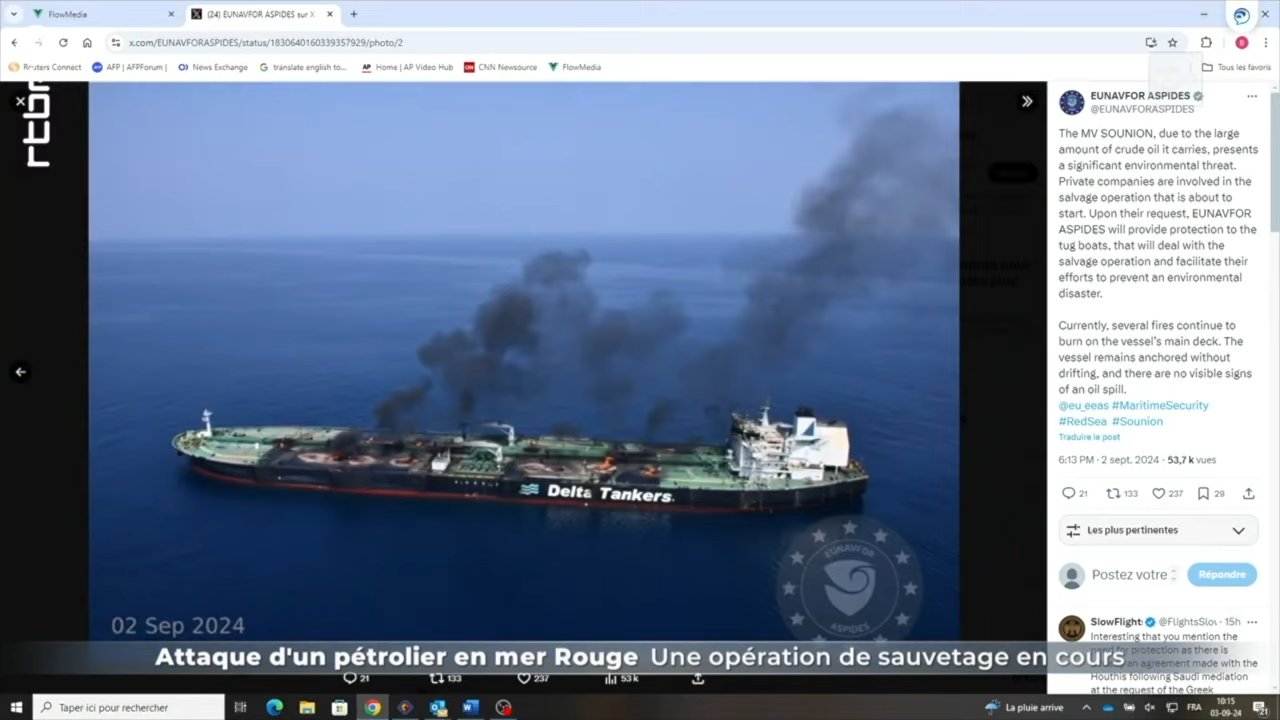 FlowMedia
(24) EUNAVFOR ASPIDES sur X
x.com/EUNAVFORASPIDES/status/1830640160339357929/photo/2
Reuters Connect
AFP | AFPForum |
News Exchange
translate english to...
Home | AP Video Hub
CNN Newsource
FlowMedia
Tous les favoris
rtbf
EUNAVFOR ASPIDES
@EUNAVFORASPIDES
The MV SOUNION, due to the large
amount of crude oil it carries, presents
a significant environmental threat.
Private companies are involved in the
salvage operation that is about to
start. Upon their request, EUNAVFOR
ASPIDES will provide protection to the
tug boats, that will deal with the
salvage operation and facilitate their
efforts to prevent an environmental
disaster.
Currently, several fires continue to
burn on the vessel's main deck. The
vessel remains anchored without
drifting, and there are no visible signs
of an oil spill.
@eu_eeas #MaritimeSecurity
#RedSea #Sounion
Traduire le post
6:13 PM · 2 sept. 2024 · 53,7 k vues
21 133 237 29
Les plus pertinentes
Postez votre
Répondre
SlowFlight @FlightsSlo · 15h
Interesting that you mention the
need for protection as there is
an agreement made with the
Houthis following Saudi mediation
at the request of the Greek
Delta Tankers.
EUNAVFOR
ASPIDES
02 Sep 2024
Attaque d'un pétrolier en mer Rouge Une opération de sauvetage en cours
21 133 237 53 k
Taper ici pour rechercher
La pluie arrive
FRA
10:15
03-09-24
21